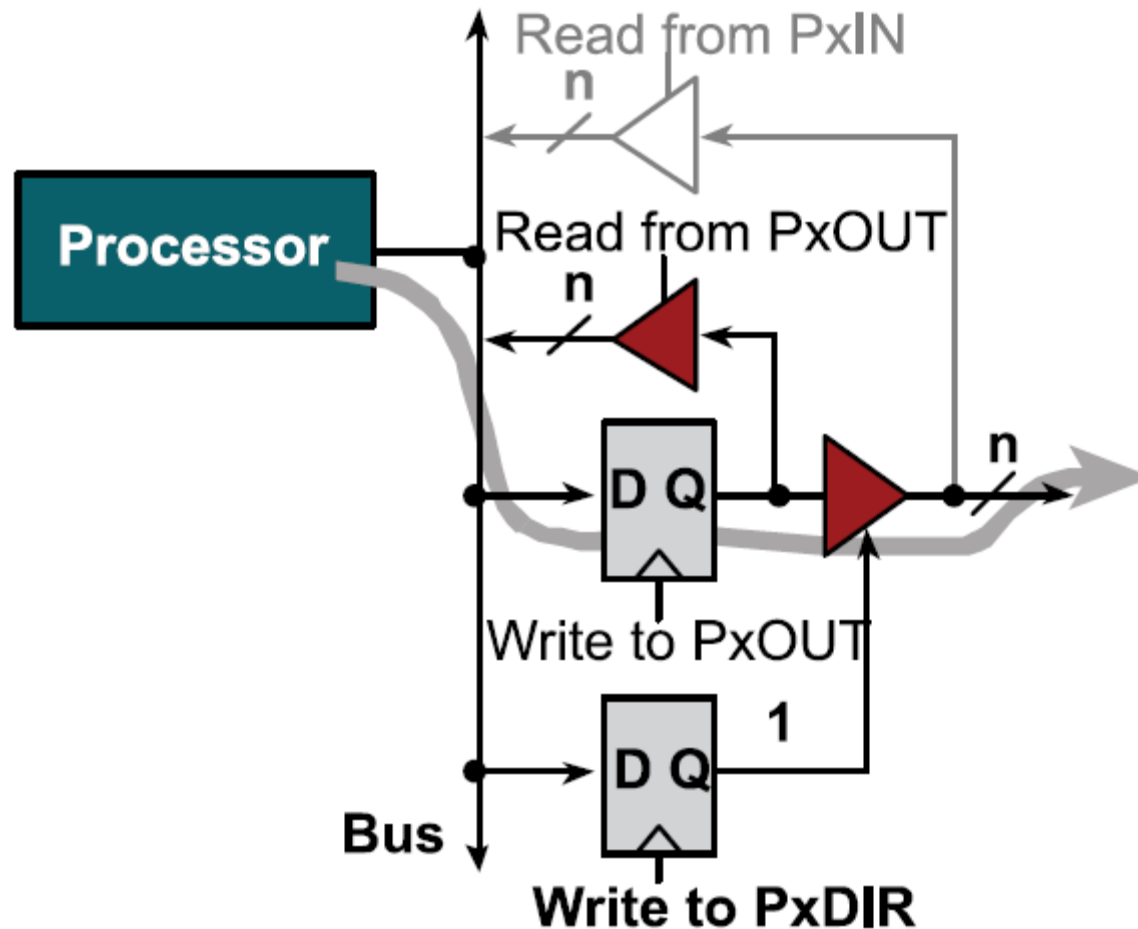 Read from PxIN
n
Processor
Read from PxOUT
n
D Q
n
Write to PxOUT
1
D Q
Bus
Write to PxDIR